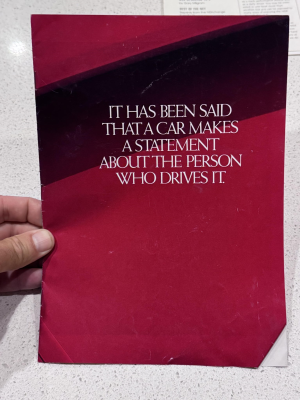 IT HAS BEEN SAID
THAT A CAR MAKES
A STATEMENT
ABOUT THE PERSON
WHO DRIVES IT.